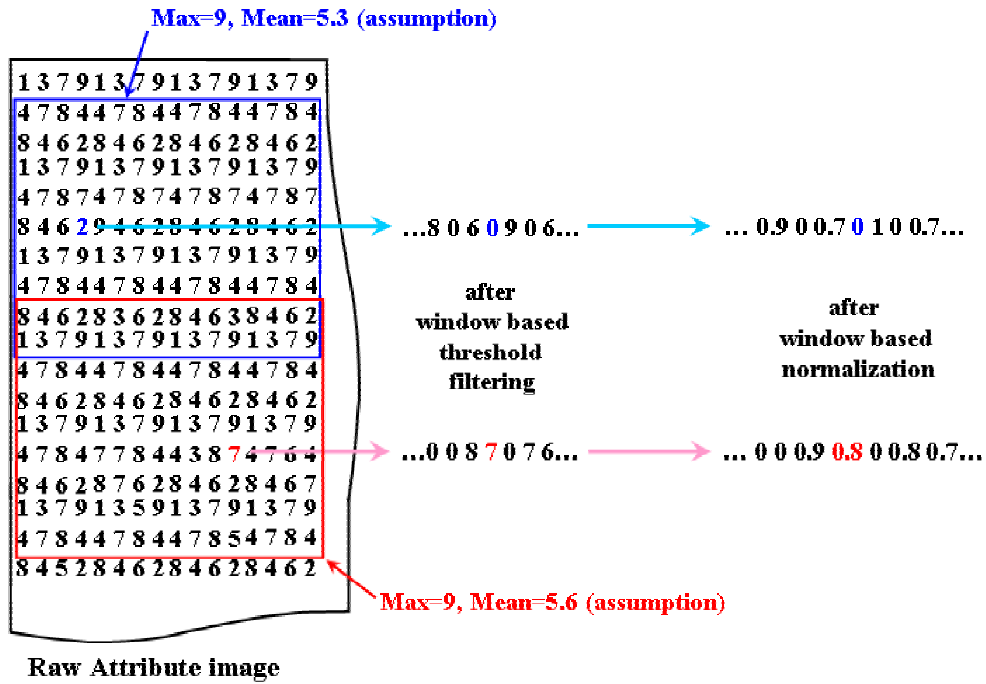 Max=9, Mean=5.3 (assumption)
1 3 7 9 1 3 7 9 1 3 7 9 1 3 7 9
4 7 8 4 4 7 8 4 4 7 8 4 4 7 8 4
8 4 6 2 8 4 6 2 8 4 6 2 8 4 6 2
1 3 7 9 1 3 7 9 1 3 7 9 1 3 7 9
4 7 8 7 4 7 8 7 4 7 8 7 4 7 8 7
8 4 6 2 9 4 6 2 8 4 6 2 8 4 6 2
...8 0 6 0 9 0 6...
... 0.9 0 0.7 0 1 0 0.7...
1 3 7 9 1 3 7 9 1 3 7 9 1 3 7 9
4 7 8 4 4 7 8 4 4 7 8 4 4 7 8 4
8 4 6 2 8 3 6 2 8 4 6 3 8 4 6 2
1 3 7 9 1 3 7 9 1 3 7 9 1 3 7 9
4 7 8 4 4 7 8 4 4 7 8 4 4 7 8 4
8 4 6 2 8 4 6 2 8 4 6 2 8 4 6 2
1 3 7 9 1 3 7 9 1 3 7 9 1 3 7 9
after
window based
threshold
filtering
after
window based
normalization
4 7 8 4 7 7 8 4 4 3 8 7 4 7 6 4
...0 0 8 7 0 7 6...
... 0 0 0.9 0.8 0 0.8 0.7...
8 4 6 2 8 7 6 2 8 4 6 2 8 4 6 7
1 3 7 9 1 3 5 9 1 3 7 9 1 3 7 9
4 7 8 4 4 7 8 4 4 7 8 5 4 7 8 4
8 4 5 2 8 4 6 2 8 4 6 2 8 4 6 2
Max=9, Mean=5.6 (assumption)
Raw Attribute image